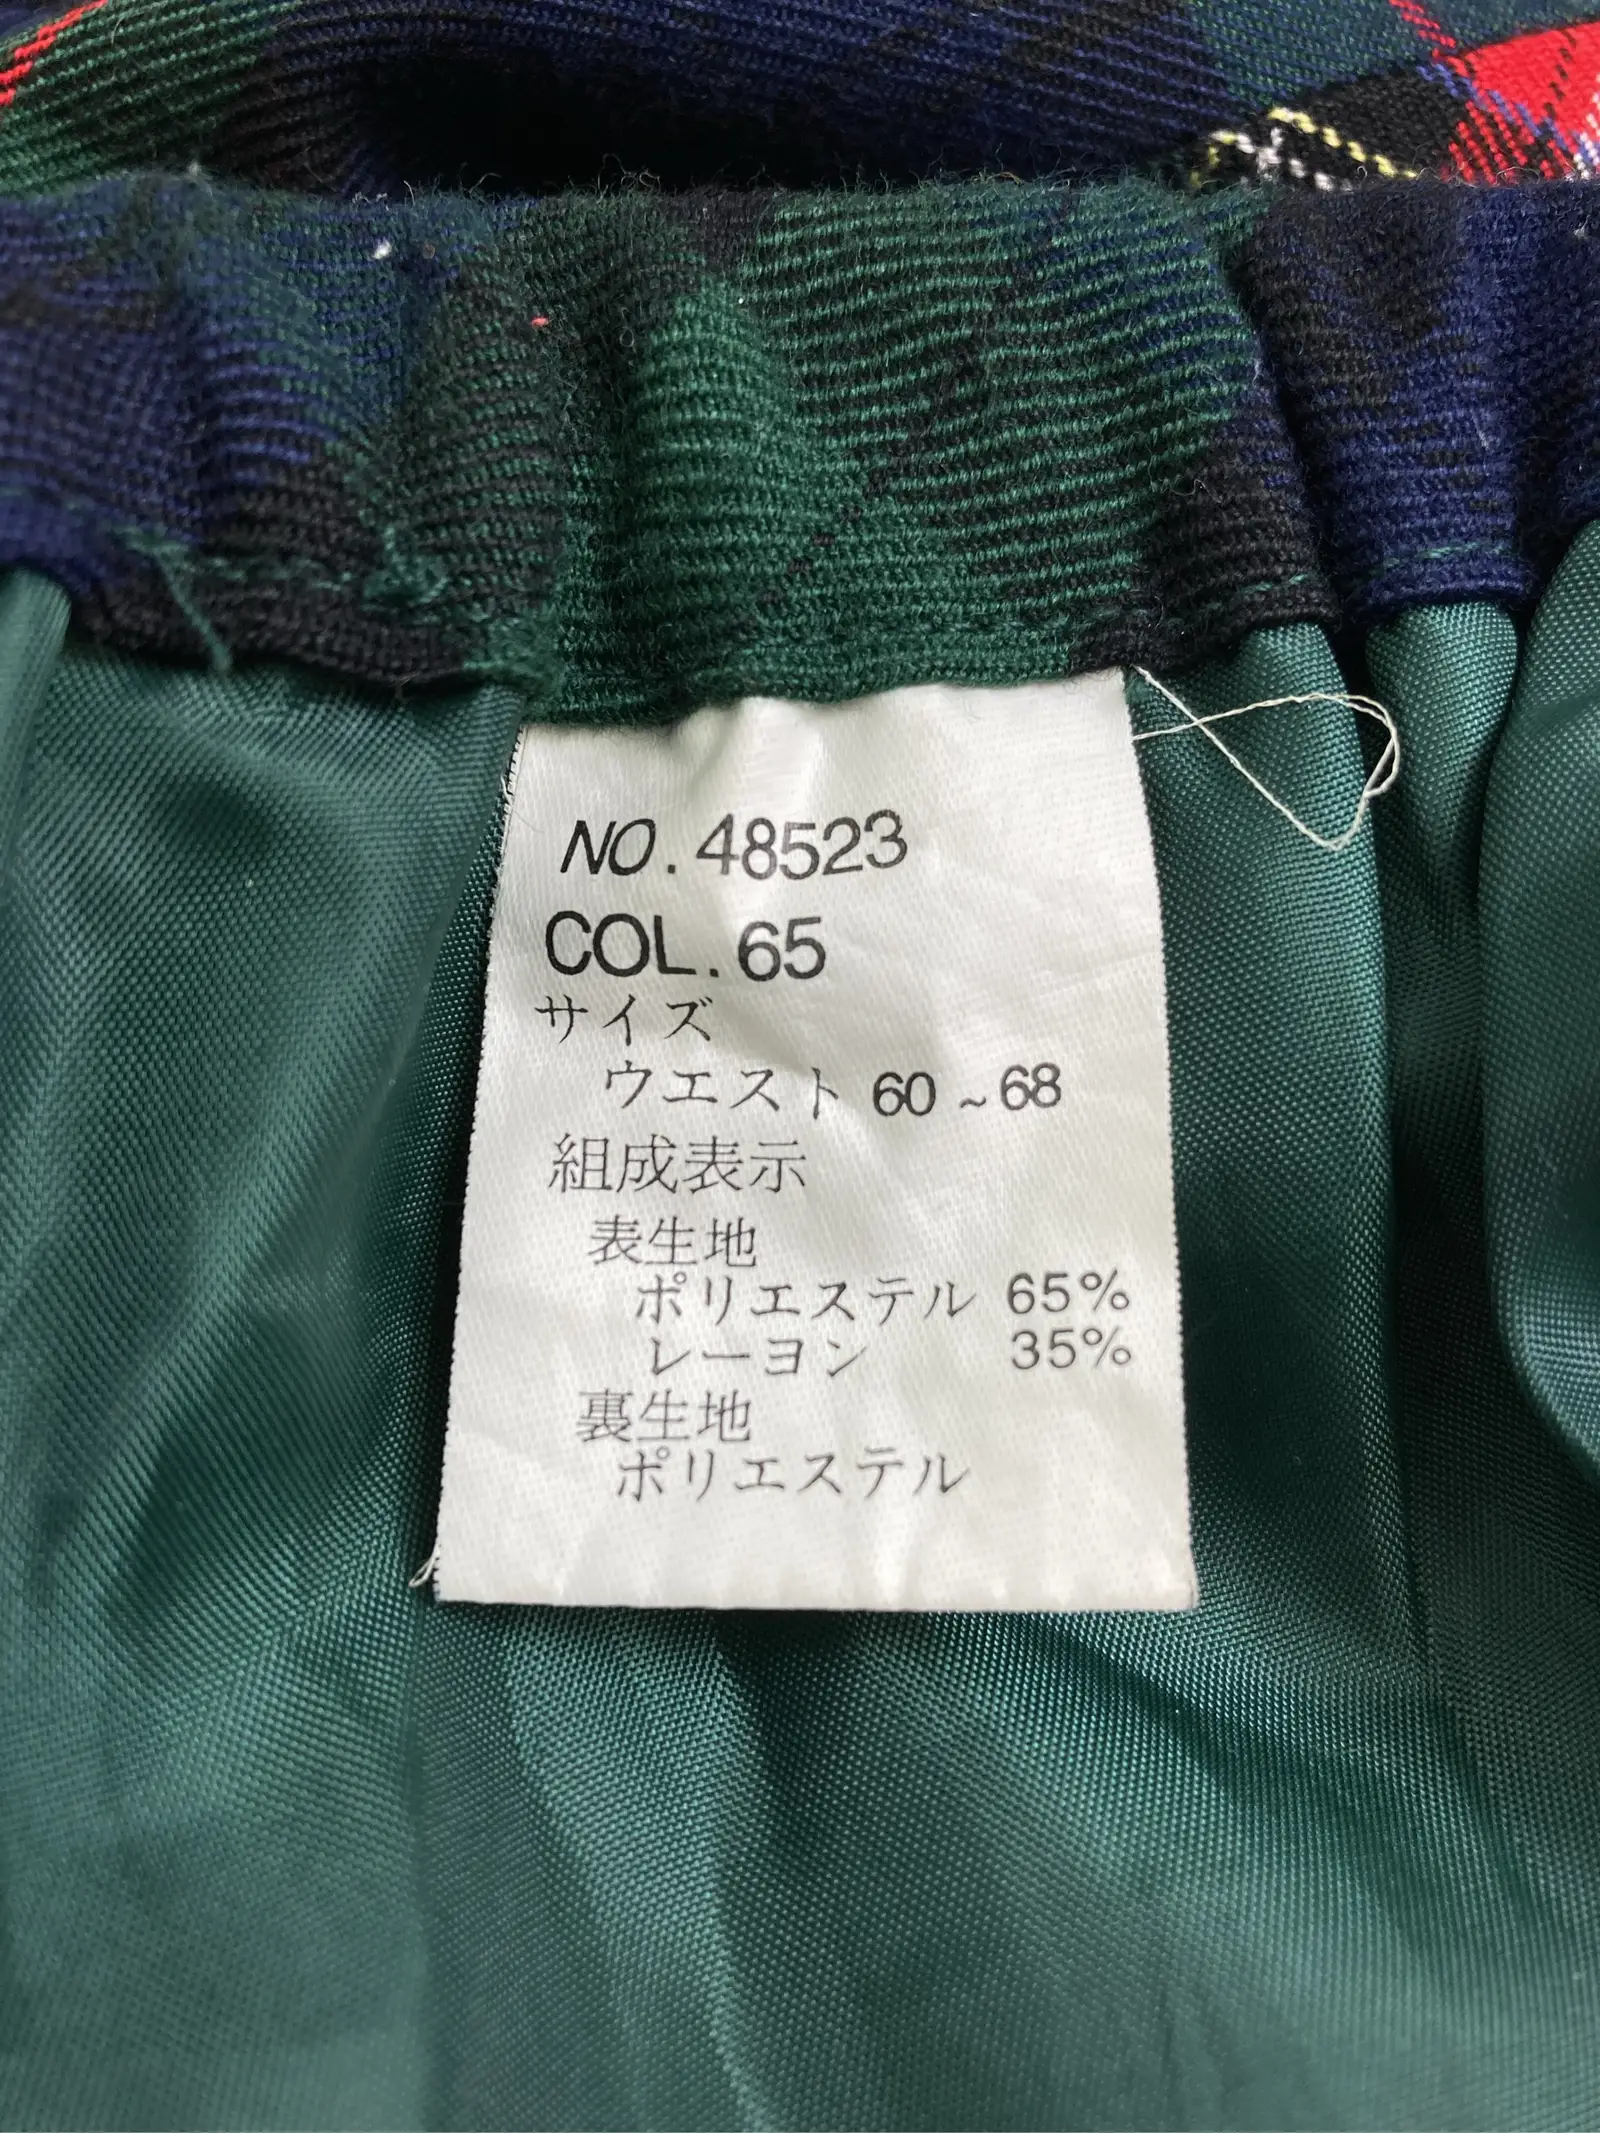 NO. 48523
COL. 65
サイズ
ウエスト 60 ~ 68
組成表示
表生地
ポリエステル 65%
レーヨン 35%
裏生地
ポリエステル